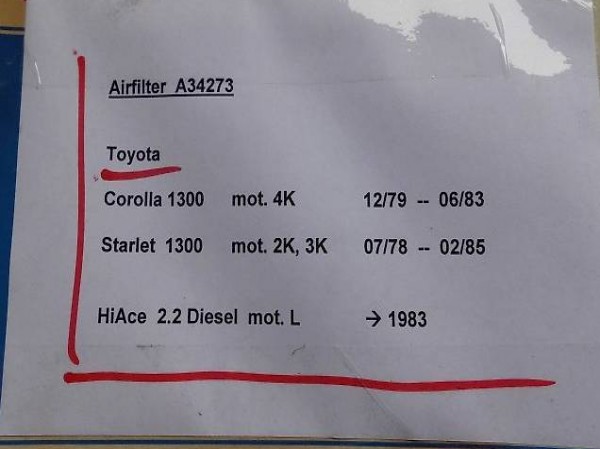 Airfilter A34273
Toyota
Corolla 1300 mot. 4K 12/79 -- 06/83
Starlet 1300 mot. 2K, 3K 07/78 -- 02/85
HiAce 2.2 Diesel mot. L → 1983